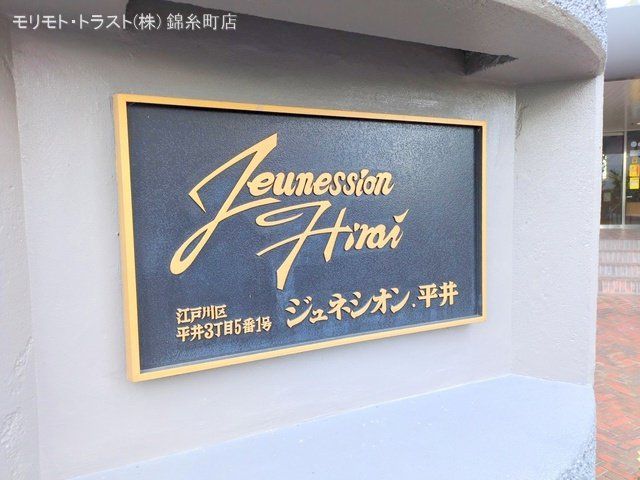 モリモト・トラスト(株) 錦糸町店
Jeunession
Hirai
江戸川区
平井3丁目5番1号
ジュネシオン.平井